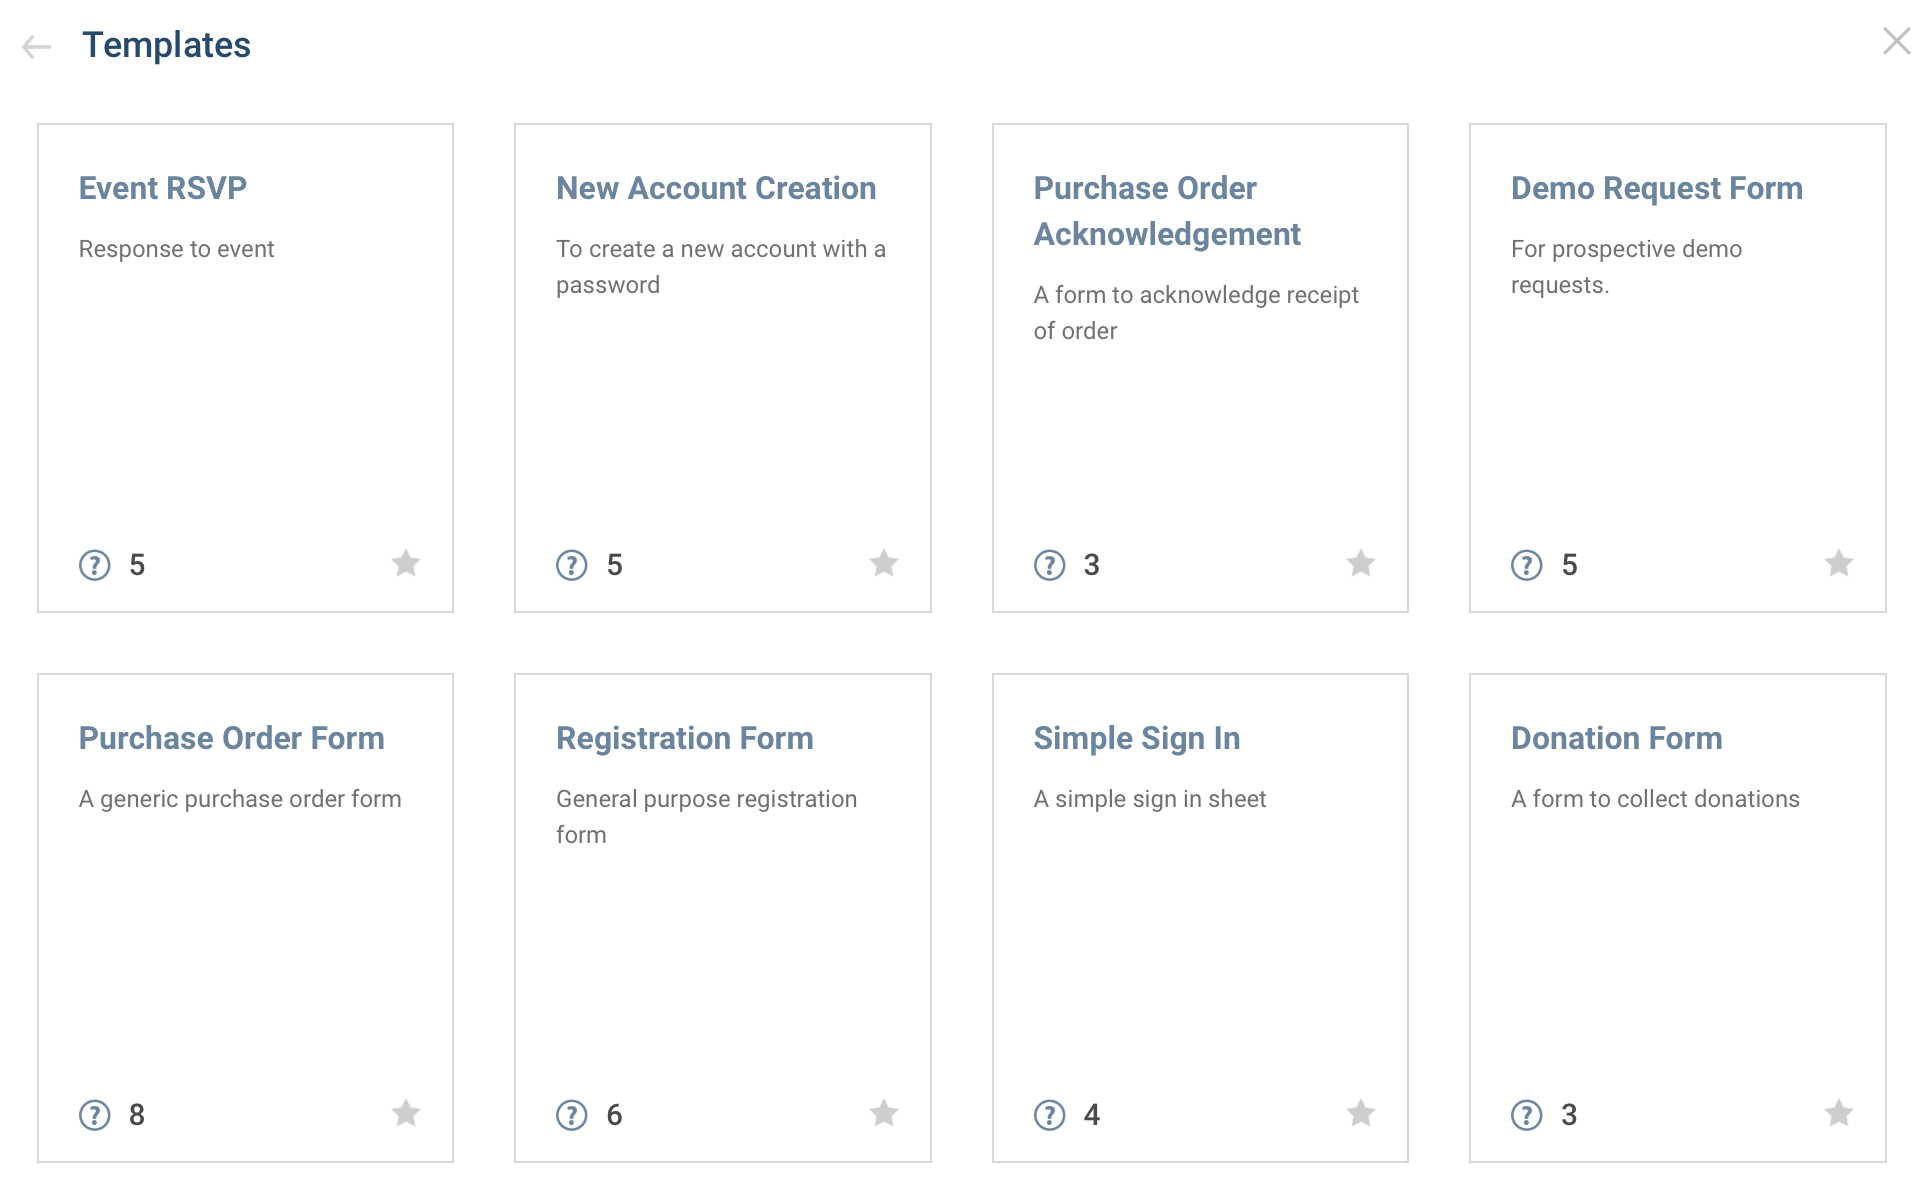 Templates
Event RSVP
Response to event
5
New Account Creation
To create a new account with a
password
5
Purchase Order
Acknowledgement
A form to acknowledge receipt
of order
3
Demo Request Form
For prospective demo
requests.
5
Purchase Order Form
A generic purchase order form
8
Registration Form
General purpose registration
form
6
Simple Sign In
A simple sign in sheet
4
Donation Form
A form to collect donations
3